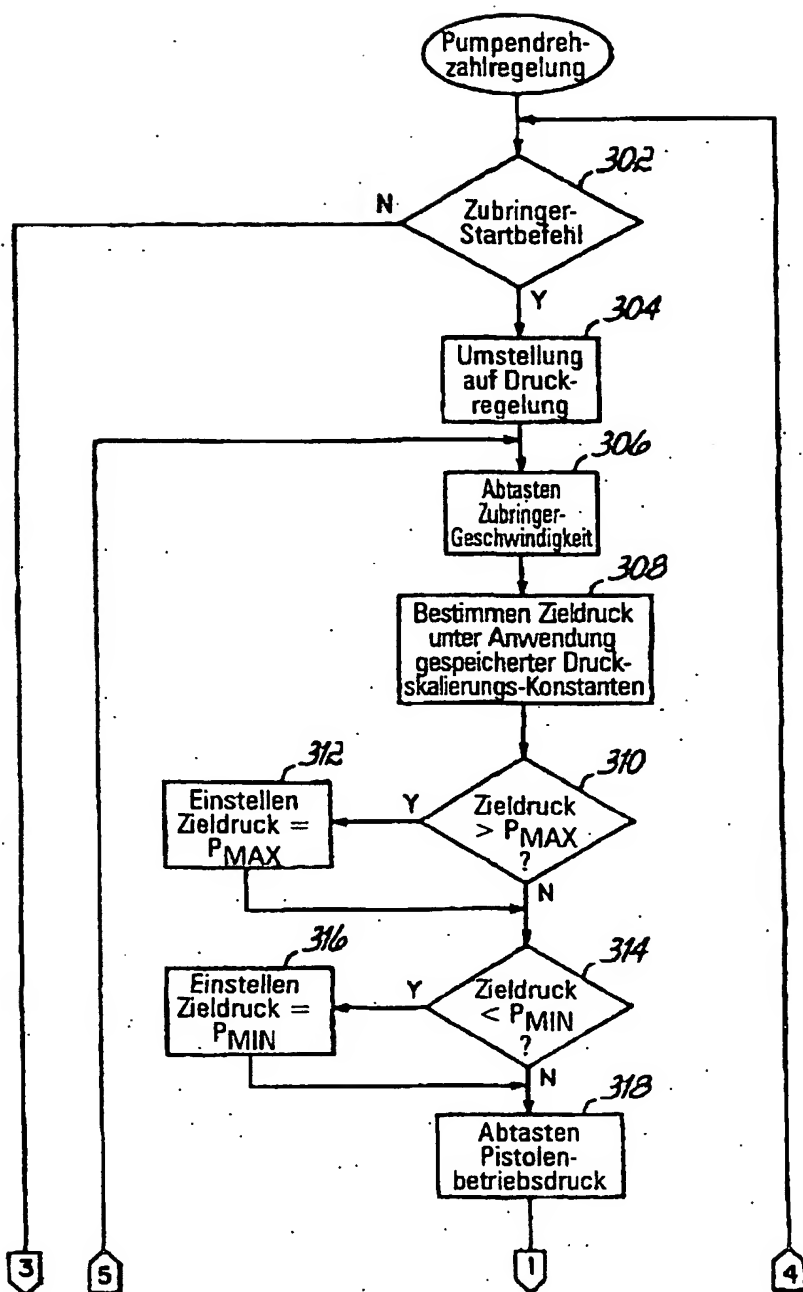 Pumpendreh-
zahlregelung
302
N
Zubringer-
Startbefehl
Y
304
Umstellung
auf Druck-
regelung
306
Abtasten
Zubringer-
Geschwindigkeit
308
Bestimmen Zieldruck
unter Anwendung
gespeicherter Druck-
skalierungs-Konstanten
312
310
Einstellen
Zieldruck =
PMAX
Y
Zieldruck
> PMAX
?
N
316
314
Einstellen
Zieldruck =
PMIN
Y
Zieldruck
< PMIN
?
N
318
Abtasten
Pistolen-
betriebsdruck
3
5
1
4